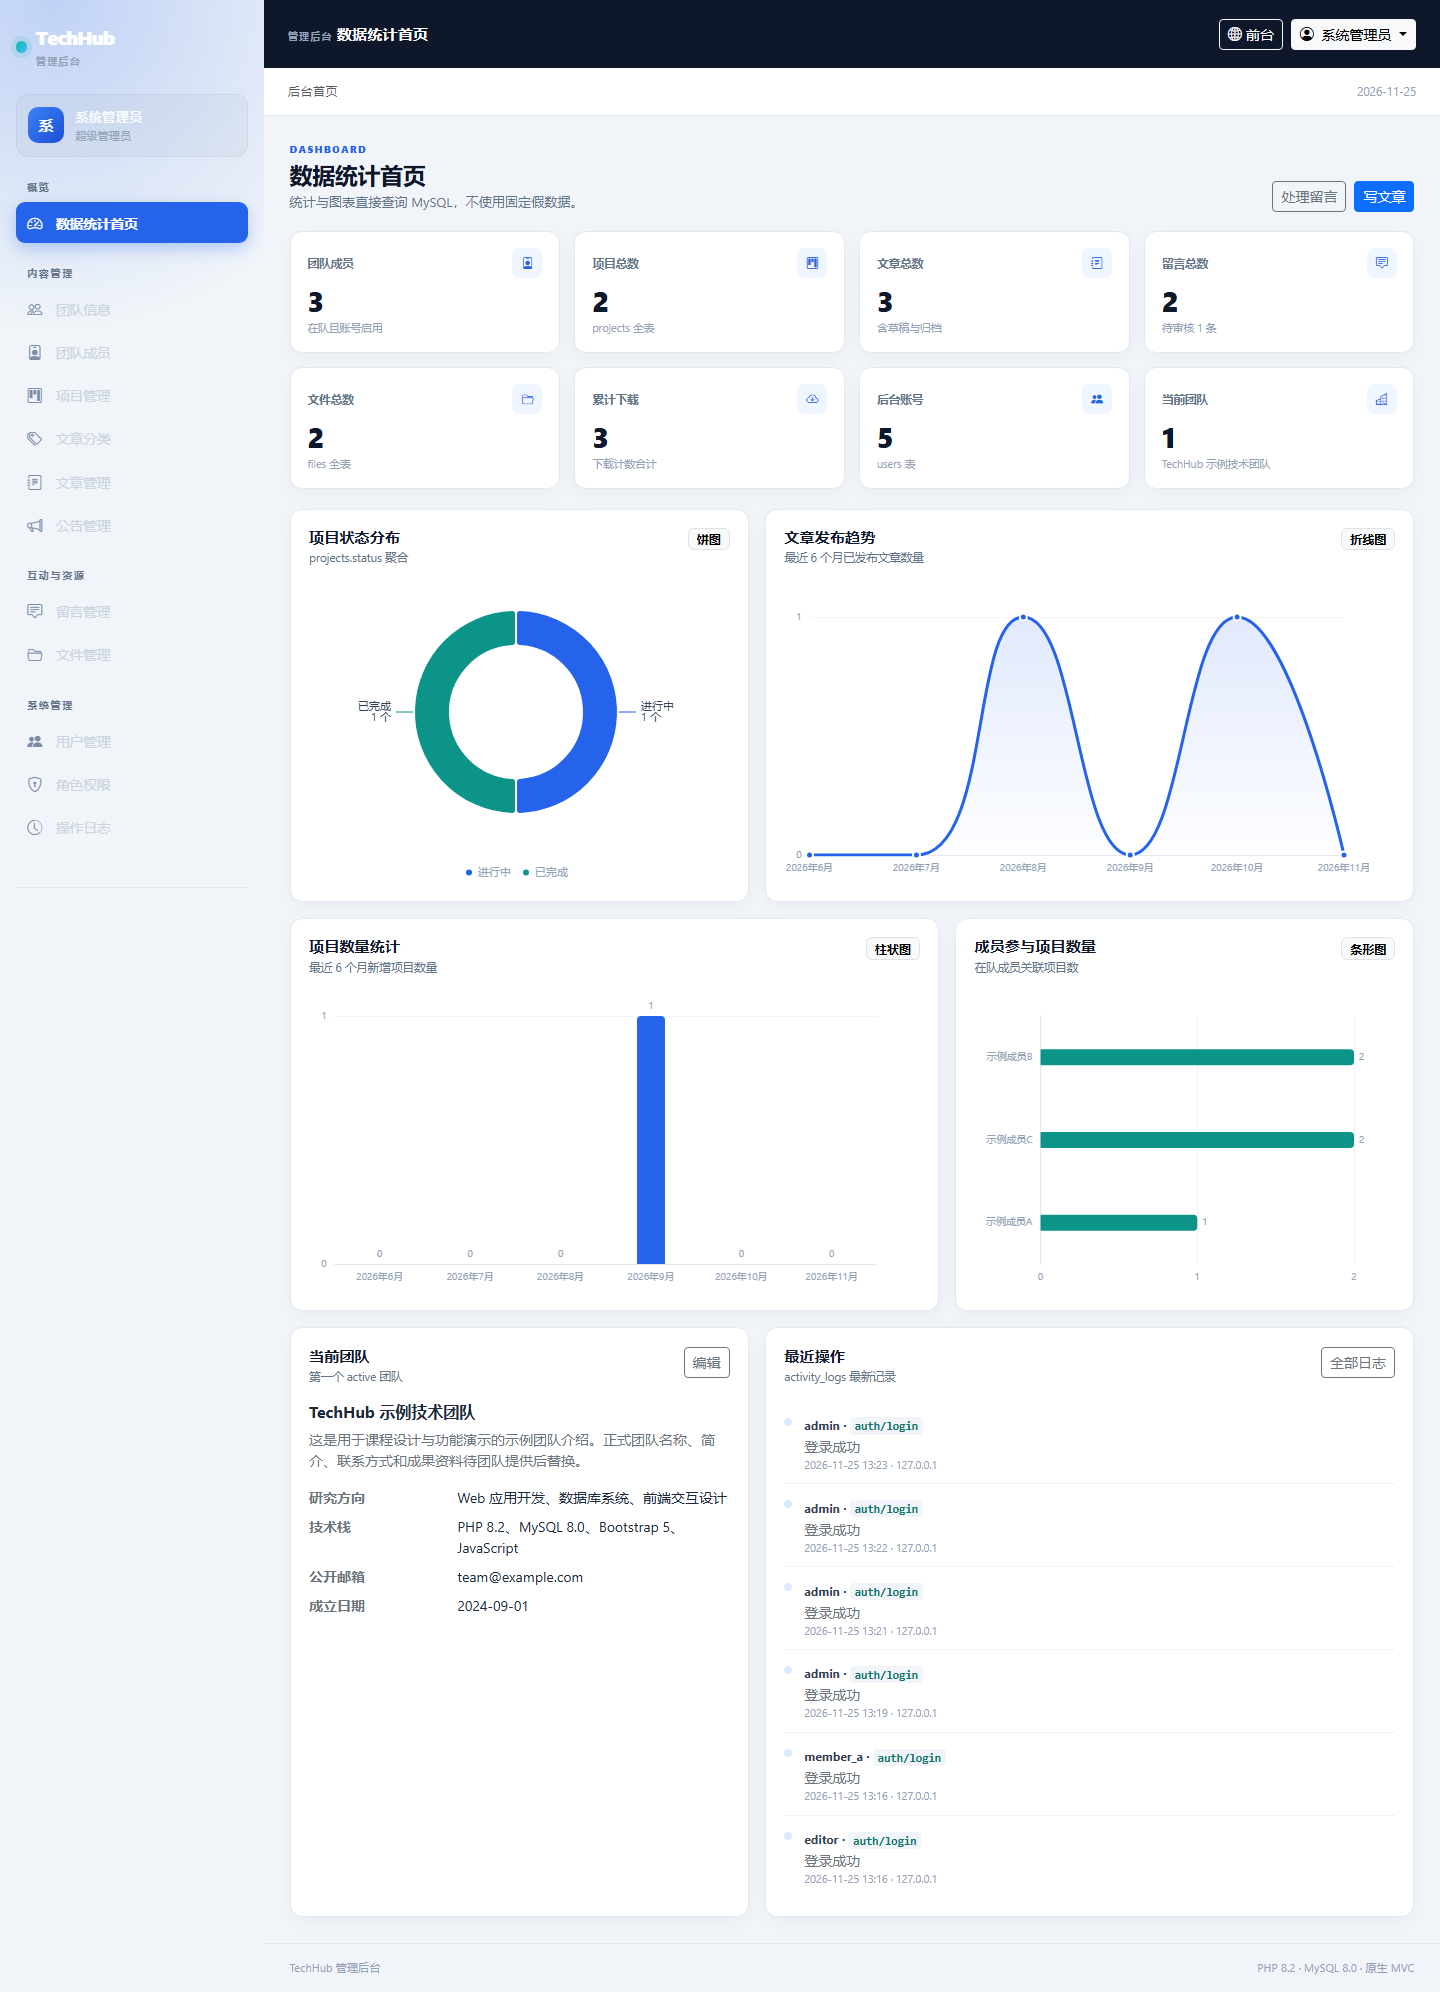 TechHub
管理后台
系
系统管理员
超级管理员
概览
数据统计首页
内容管理
团队信息
团队成员
项目管理
文章分类
文章管理
公告管理
互动与资源
留言管理
文件管理
系统管理
用户管理
角色权限
操作日志
管理后台 数据统计首页
前台
系统管理员
后台首页
2026-11-25
DASHBOARD
数据统计首页
统计与图表直接查询 MySQL，不使用固定假数据。
处理留言
写文章
团队成员
3
在队且账号启用
项目总数
2
projects 全表
文章总数
3
含草稿与归档
留言总数
2
待审核 1 条
文件总数
2
files 全表
累计下载
3
下载计数合计
后台账号
5
users 表
当前团队
1
TechHub 示例技术团队
项目状态分布
饼图
projects.status 聚合
已完成
1 个
进行中
1 个
进行中
已完成
文章发布趋势
折线图
最近 6 个月已发布文章数量
1
0
2026年6月
2026年7月
2026年8月
2026年9月
2026年10月
2026年11月
项目数量统计
柱状图
最近 6 个月新增项目数量
1
1
0
0
0
0
0
0
2026年6月
2026年7月
2026年8月
2026年9月
2026年10月
2026年11月
成员参与项目数量
条形图
在队成员关联项目数
示例成员B
2
示例成员C
2
示例成员A
1
0
1
2
当前团队
编辑
第一个 active 团队
TechHub 示例技术团队
这是用于课程设计与功能演示的示例团队介绍。正式团队名称、简
介、联系方式和成果资料待团队提供后替换。
研究方向
Web 应用开发、数据库系统、前端交互设计
技术栈
PHP 8.2、MySQL 8.0、Bootstrap 5、
JavaScript
公开邮箱
team@example.com
成立日期
2024-09-01
最近操作
全部日志
activity_logs 最新记录
admin · auth/login
登录成功
2026-11-25 13:23 · 127.0.0.1
admin · auth/login
登录成功
2026-11-25 13:22 · 127.0.0.1
admin · auth/login
登录成功
2026-11-25 13:21 · 127.0.0.1
admin · auth/login
登录成功
2026-11-25 13:19 · 127.0.0.1
member_a · auth/login
登录成功
2026-11-25 13:16 · 127.0.0.1
editor · auth/login
登录成功
2026-11-25 13:16 · 127.0.0.1
TechHub 管理后台
PHP 8.2 · MySQL 8.0 · 原生 MVC